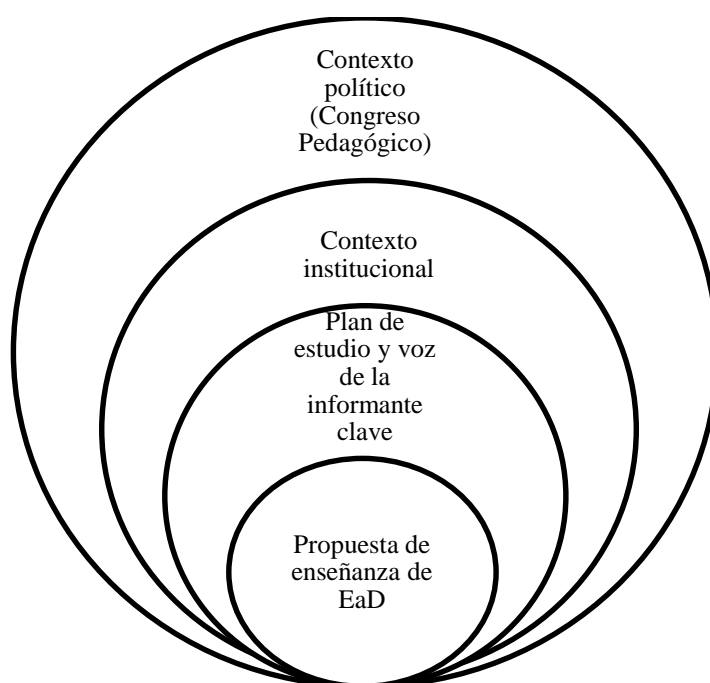 Contexto
político
(Congreso
Pedagógico)
Contexto
institucional
Plan de
estudio y voz
de la
informante
clave
Propuesta de
enseñanza de
EaD